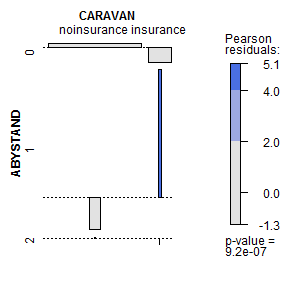 CARAVAN
noinsurance insurance
ABYSTAND
0
1
2
Pearson
residuals:
5.1
4.0
2.0
0.0
-1.3
p-value =
9.2e-07